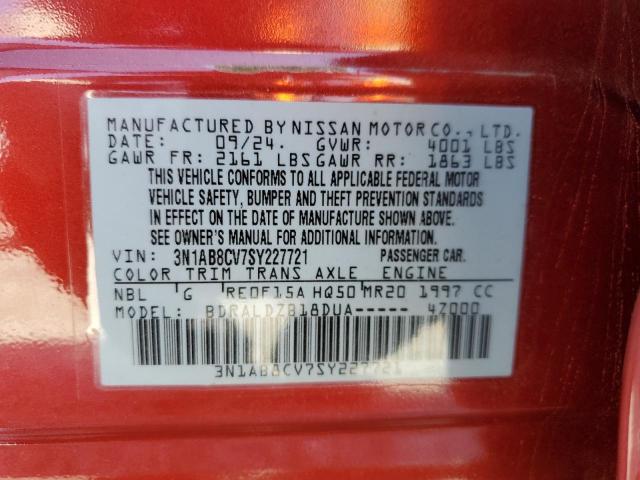 MANUFACTURED BY NISSAN MOTOR CO., LTD.
DATE: 09/24. GVWR: 4001 LBS
GAWR FR: 2161 LBS GAWR RR: 1863 LBS
THIS VEHICLE CONFORMS TO ALL APPLICABLE FEDERAL MOTOR
VEHICLE SAFETY, BUMPER AND THEFT PREVENTION STANDARDS
IN EFFECT ON THE DATE OF MANUFACTURE SHOWN ABOVE.
SEE OWNER'S MANUAL FOR ADDITIONAL INFORMATION.
VIN: 3N1AB8CV7SY227721 PASSENGER CAR.
COLOR TRIM TRANS AXLE ENGINE
NBL G RE0F15A HQ50 MR20 1997 CC
MODEL: BDRALDZB18DUA----- 4Z000
3N1AB8CV7SY227721